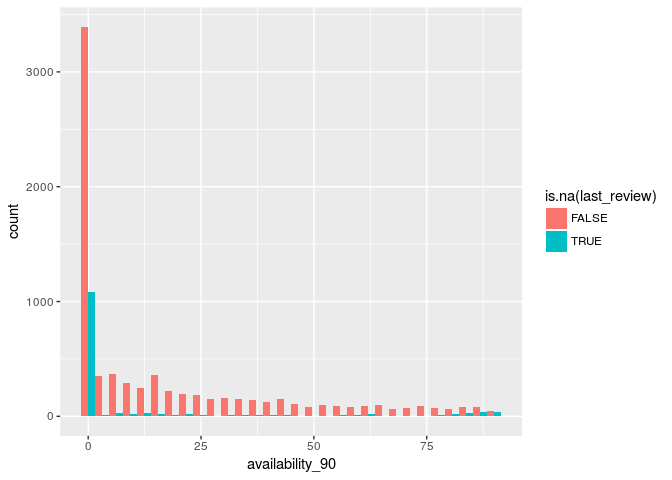 3000
2000
1000
0
count
0 25 50 75
availability_90
is.na(last_review)
FALSE
TRUE